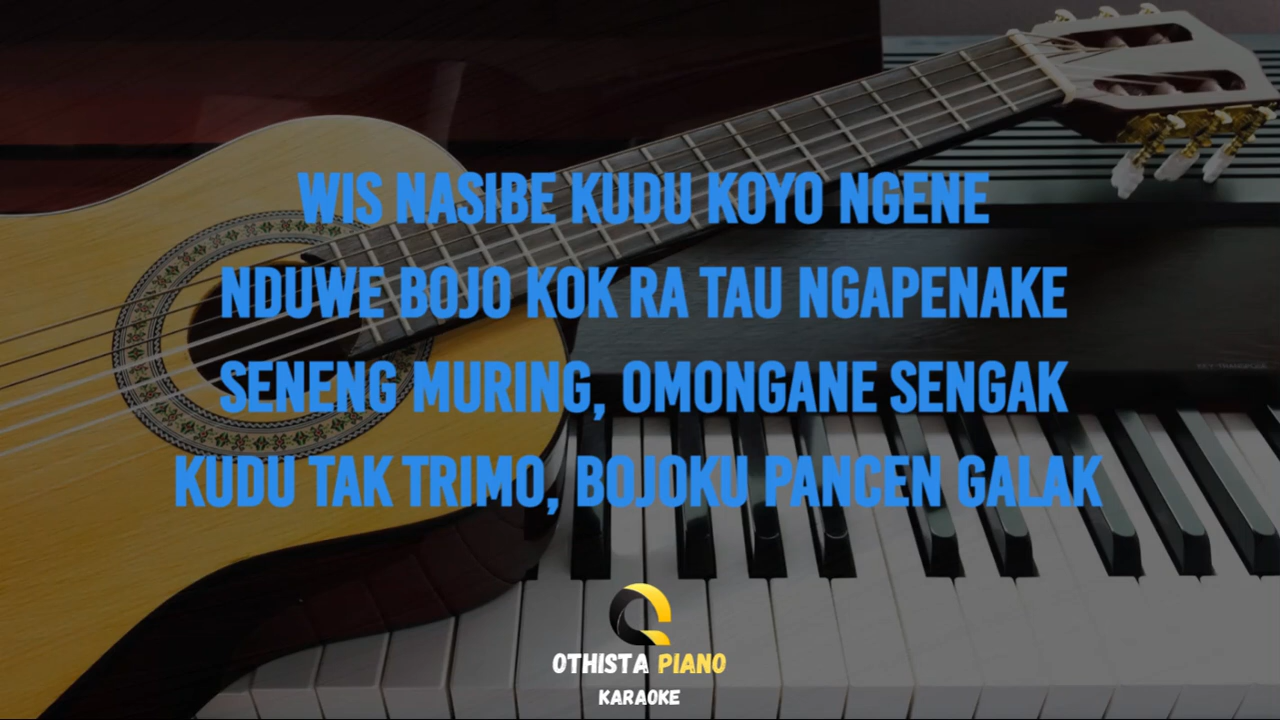 WIS NASIBE KUDU KOYO NGENE
NDUWE BOJO KOK RA TAU NGAPENAKE
SENENG MURING, OMONGANE SENGAK
KUDU TAK TRIMO, BOJOKU PANCEN GALAK
OTHISTA PIANO
KARAOKE